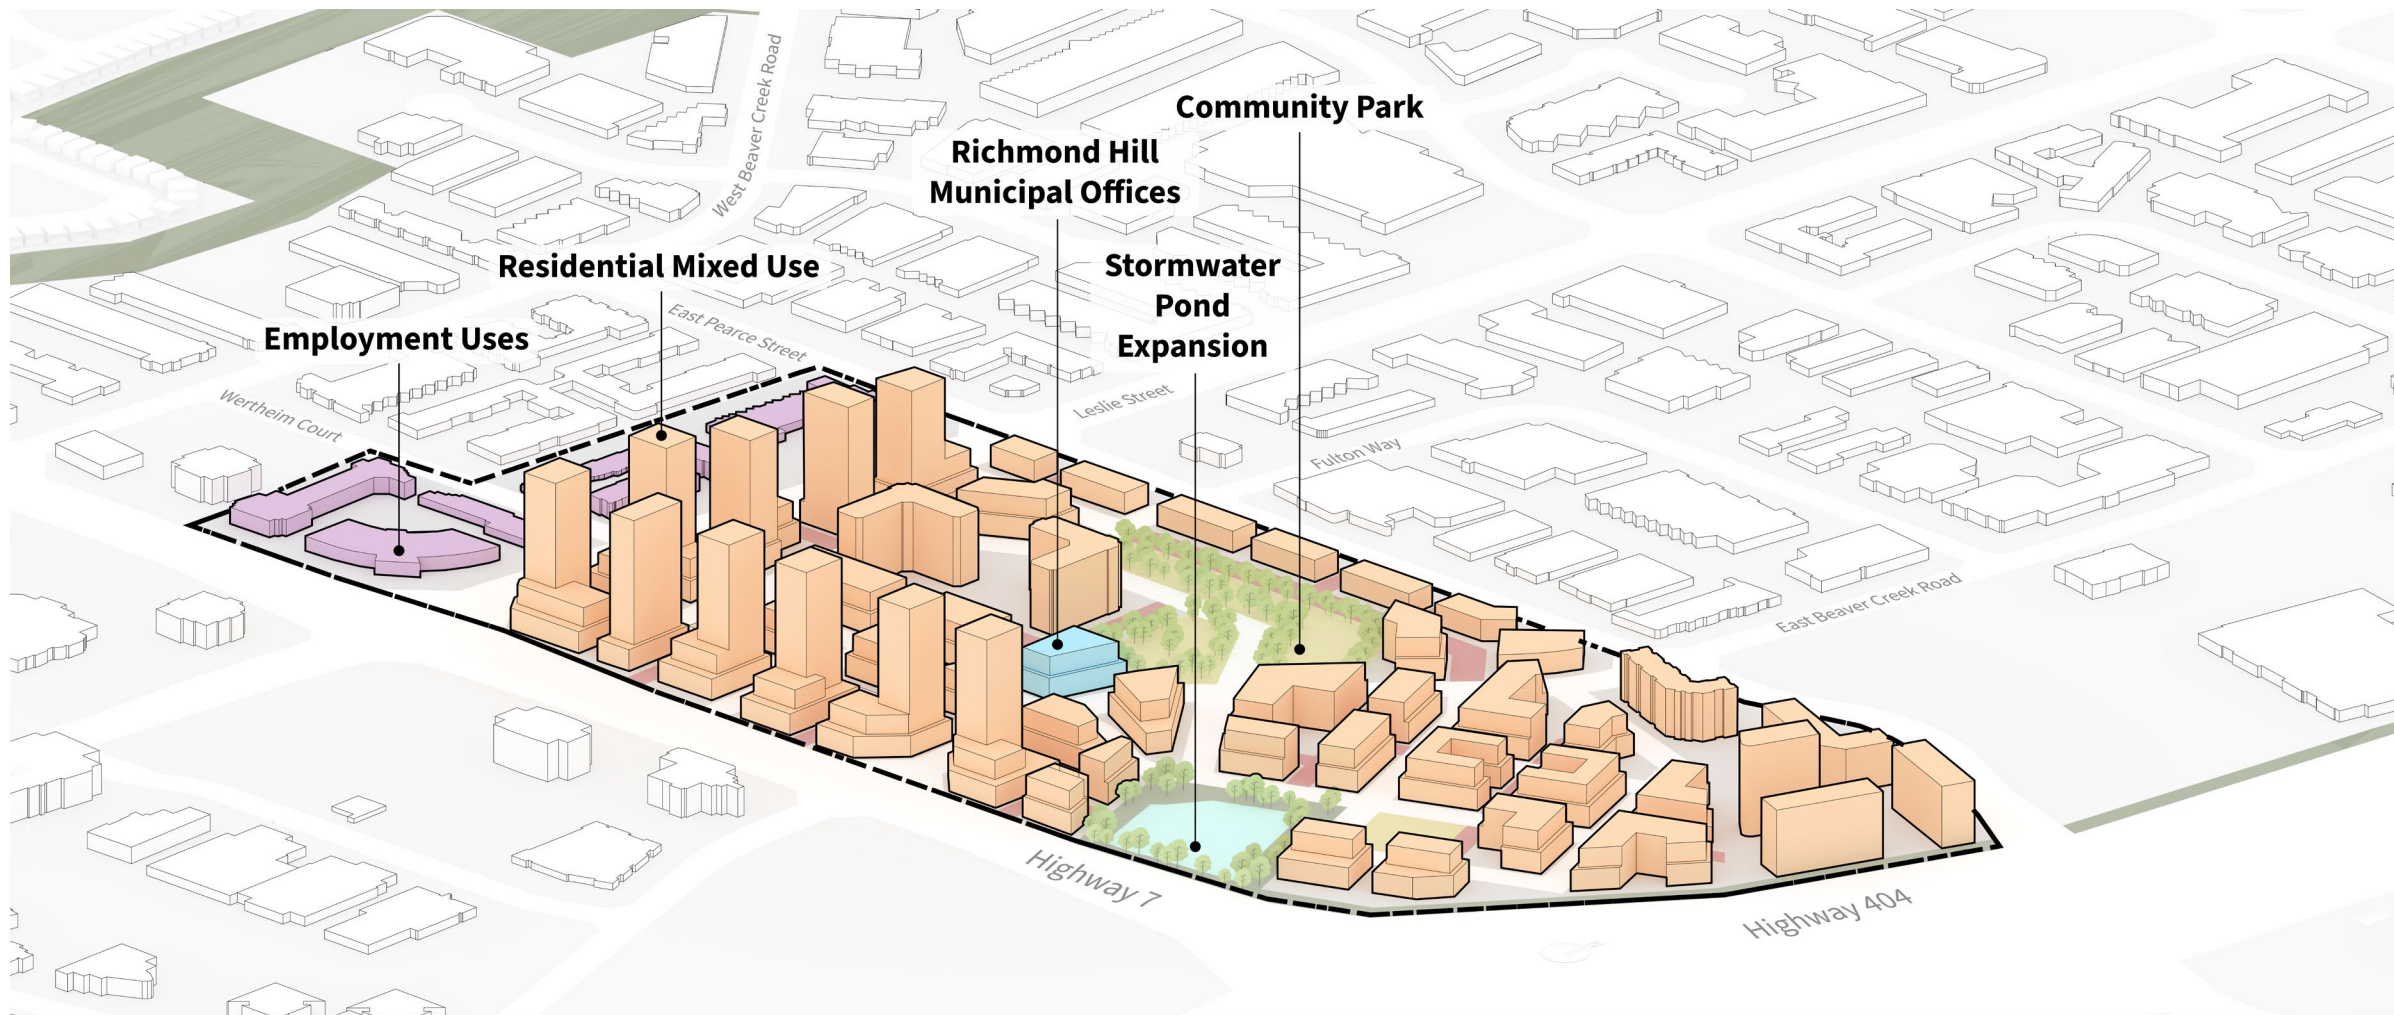 West Beaver Creek Road
Community Park
Richmond Hill
Municipal Offices
Residential Mixed Use
Stormwater
Pond
Expansion
East Pearce Street
Employment Uses
Wertheim Court
Leslie Street
Fulton Way
East Beaver Creek Road
Highway 7
Highway 404